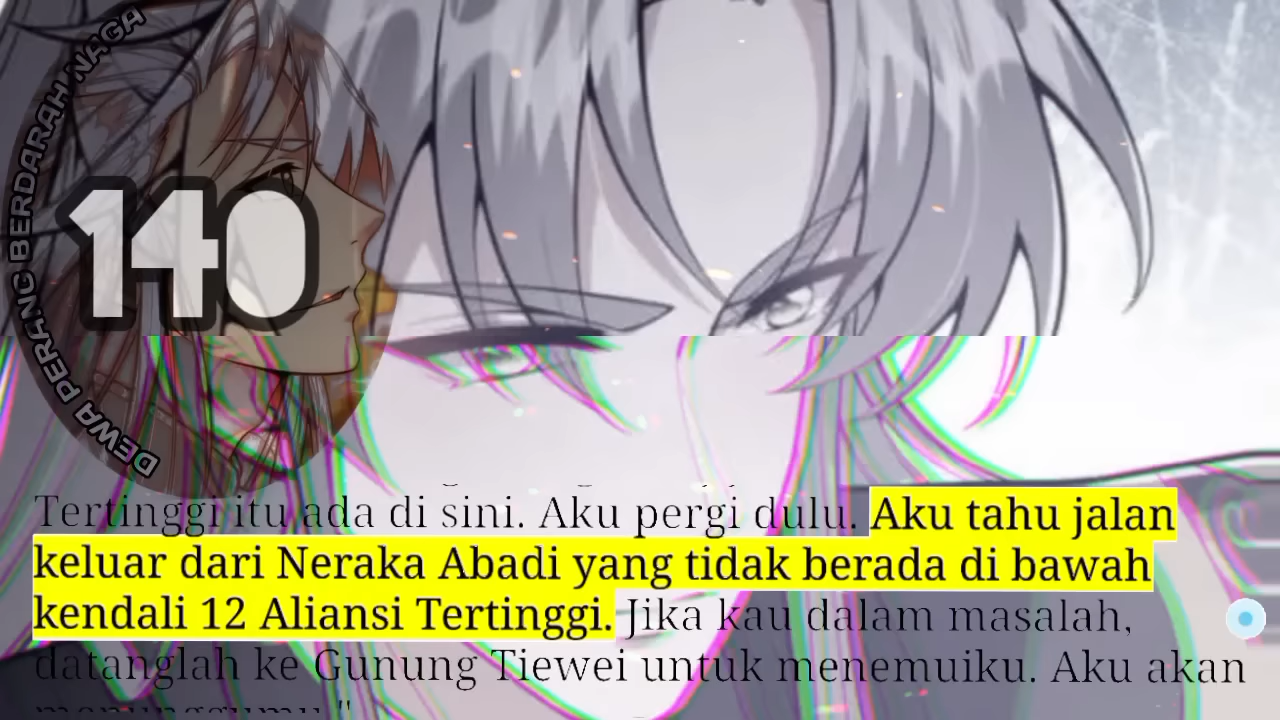 DEWA PERANG BERDARAH NAGA
140
Tertinggi itu ada di sini. Aku pergi dulu. Aku tahu jalan
keluar dari Neraka Abadi yang tidak berada di bawah
kendali 12 Aliansi Tertinggi. Jika kau dalam masalah,
datanglah ke Gunung Tiewei untuk menemuiku. Aku akan
menunggumu."